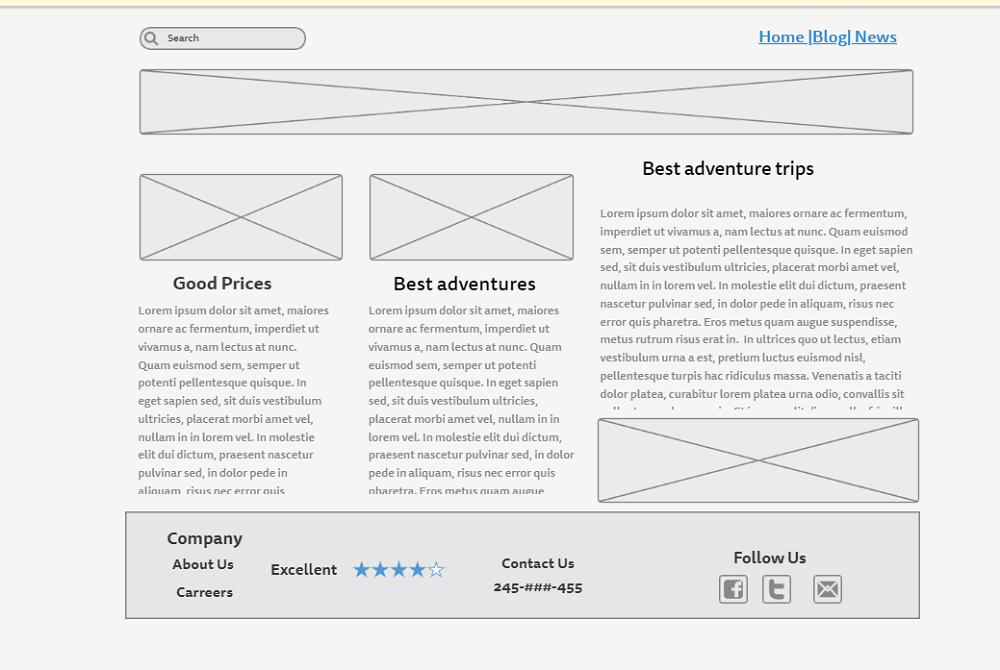 Search
Home |Blog| News
Good Prices
Lorem ipsum dolor sit amet, maiores
ornare ac fermentum, imperdiet ut
vivamus a, nam lectus at nunc.
Quam euismod sem, semper ut
potenti pellentesque quisque. In
eget sapien sed, sit duis vestibulum
ultricies, placerat morbi amet vel,
nullam in in lorem vel. In molestie
elit dui dictum, praesent nascetur
pulvinar sed, in dolor pede in
aliquam, risus nec error quis
Best adventures
Lorem ipsum dolor sit amet, maiores
ornare ac fermentum, imperdiet ut
vivamus a, nam lectus at nunc. Quam
euismod sem, semper ut potenti
pellentesque quisque. In eget sapien
sed, sit duis vestibulum ultricies,
placerat morbi amet vel, nullam in in
lorem vel. In molestie elit dui dictum,
praesent nascetur pulvinar sed, in dolor
pede in aliquam, risus nec error quis
pharetra. Eros metus quam augue
Best adventure trips
Lorem ipsum dolor sit amet, maiores ornare ac fermentum,
imperdiet ut vivamus a, nam lectus at nunc. Quam euismod
sem, semper ut potenti pellentesque quisque. In eget sapien
sed, sit duis vestibulum ultricies, placerat morbi amet vel,
nullam in in lorem vel. In molestie elit dui dictum, praesent
nascetur pulvinar sed, in dolor pede in aliquam, risus nec
error quis pharetra. Eros metus quam augue suspendisse,
metus rutrum risus erat in. In ultrices quo ut lectus, etiam
vestibulum urna a est, pretium luctus euismod nisl,
pellentesque turpis hac ridiculus massa. Venenatis a taciti
dolor platea, curabitur lorem platea urna odio, convallis sit
Company
About Us
Carreers
Excellent
Contact Us
245-###-455
Follow Us